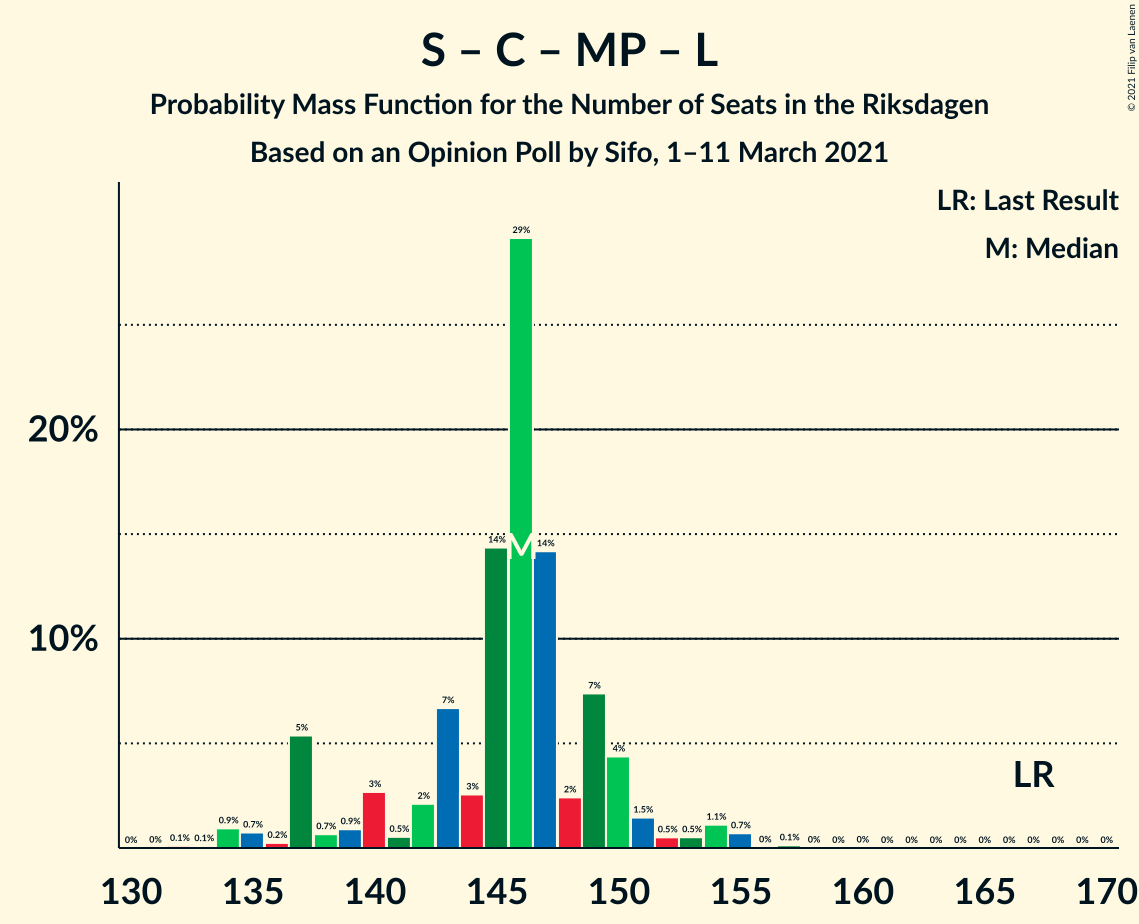 S – C – MP – L
Probability Mass Function for the Number of Seats in the Riksdagen
Based on an Opinion Poll by Sifo, 1–11 March 2021
© 2021 Filip van Laenen
LR: Last Result
M: Median
20%
10%
0% 0% 0.1% 0.1% 0.9% 0.7% 0.2% 5% 0.7% 0.9% 3% 0.5% 2% 7% 3% 14% 29% 14% 2% 7% 4% 1.5% 0.5% 0.5% 1.1% 0.7% 0% 0.1% 0% 0% 0% 0% 0% 0% 0% 0% 0% 0% 0% 0% 0%
M
LR
130 135 140 145 150 155 160 165 170